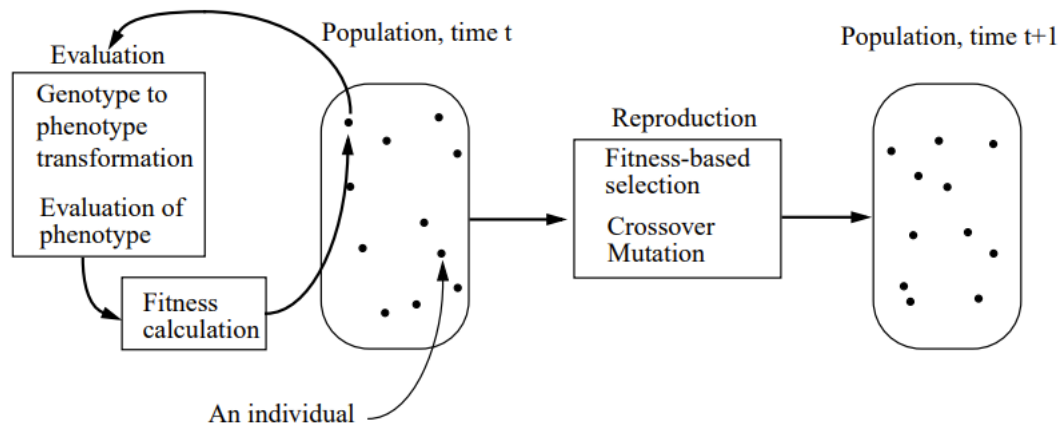 Population, time t
Population, time t+1
Evaluation
Genotype to
phenotype
transformation
Evaluation of
phenotype
Fitness
calculation
Reproduction
Fitness-based
selection
Crossover
Mutation
An individual